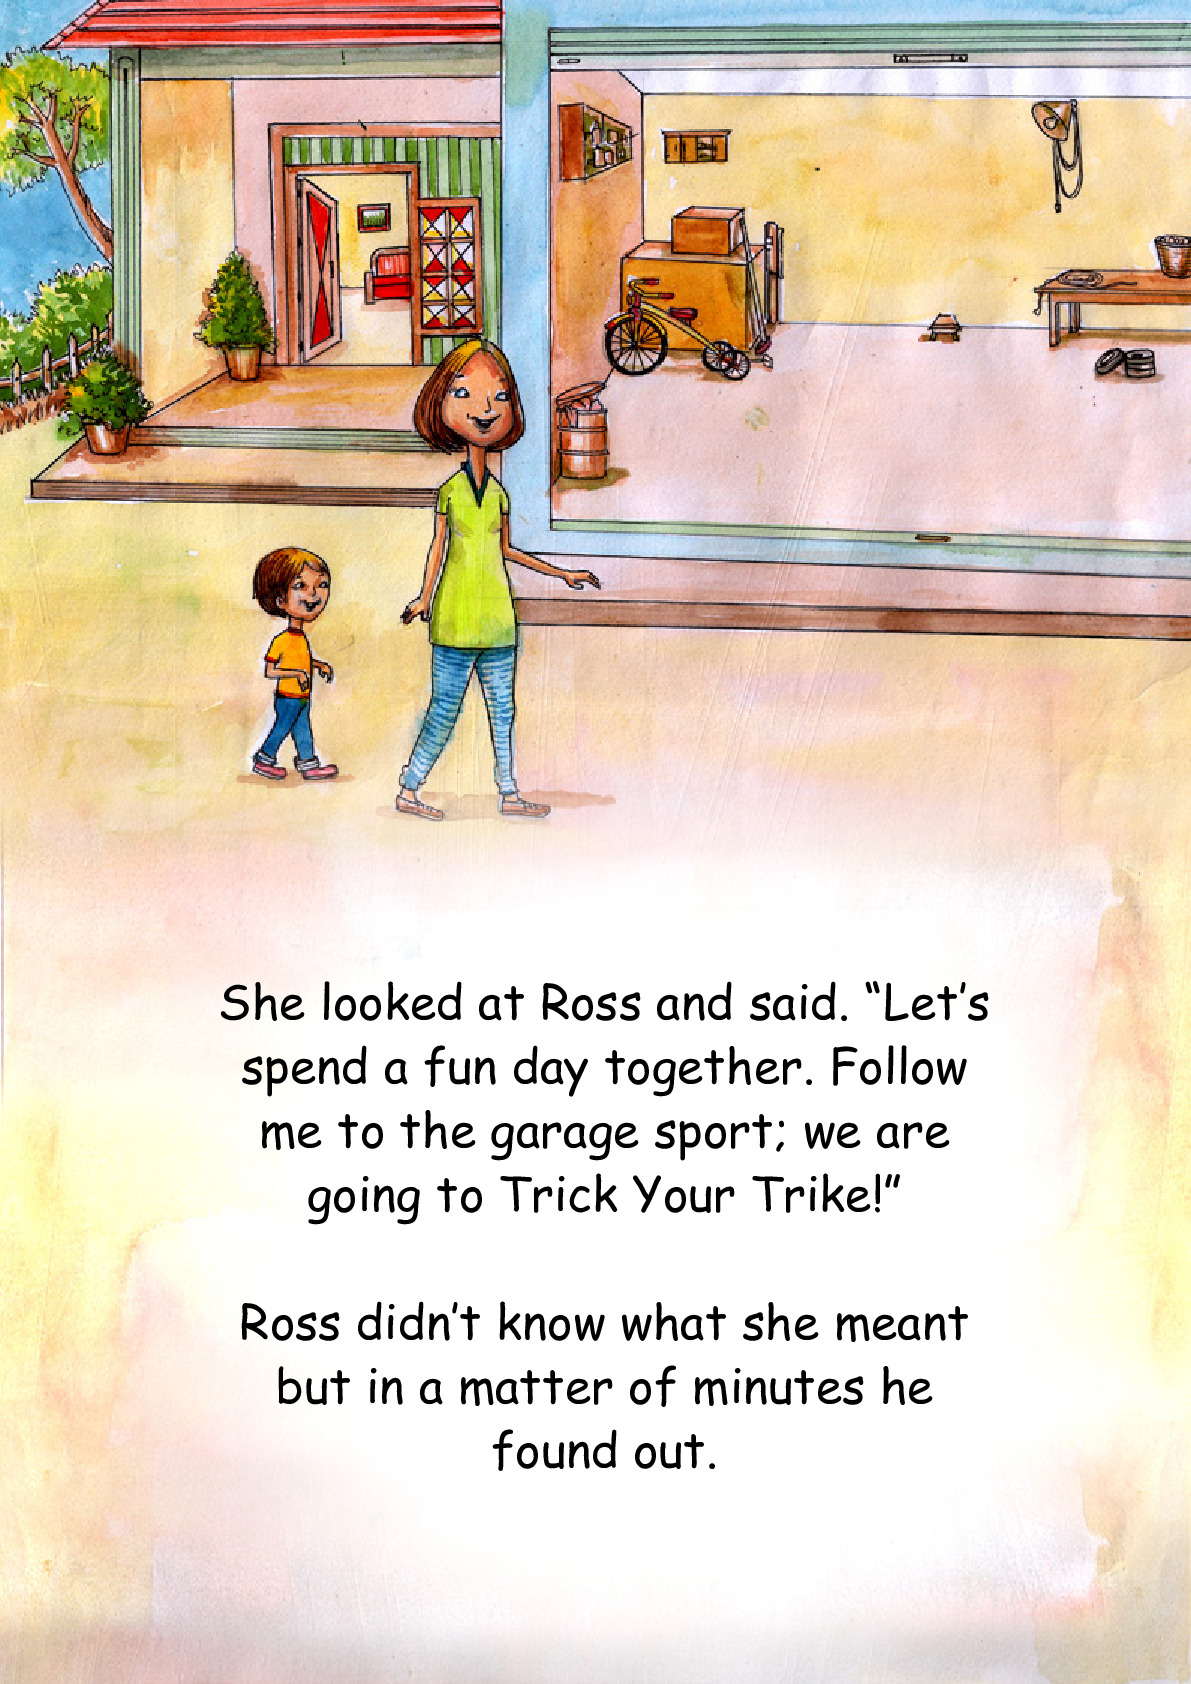 She looked at Ross and said. “Let’s
spend a fun day together. Follow
me to the garage sport; we are
going to Trick Your Trike!”
Ross didn’t know what she meant
but in a matter of minutes he
found out.